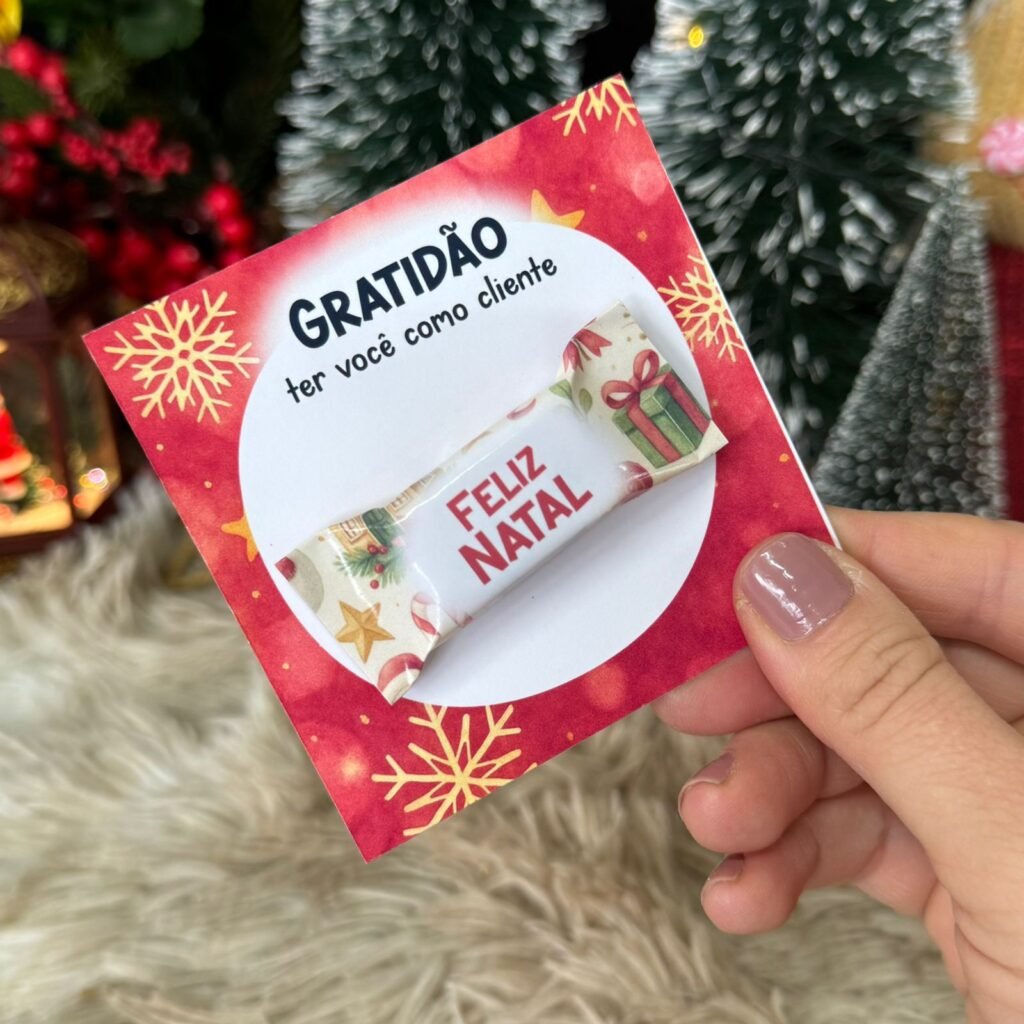 GRATIDÃO
ter você como cliente
FELIZ
NATAL